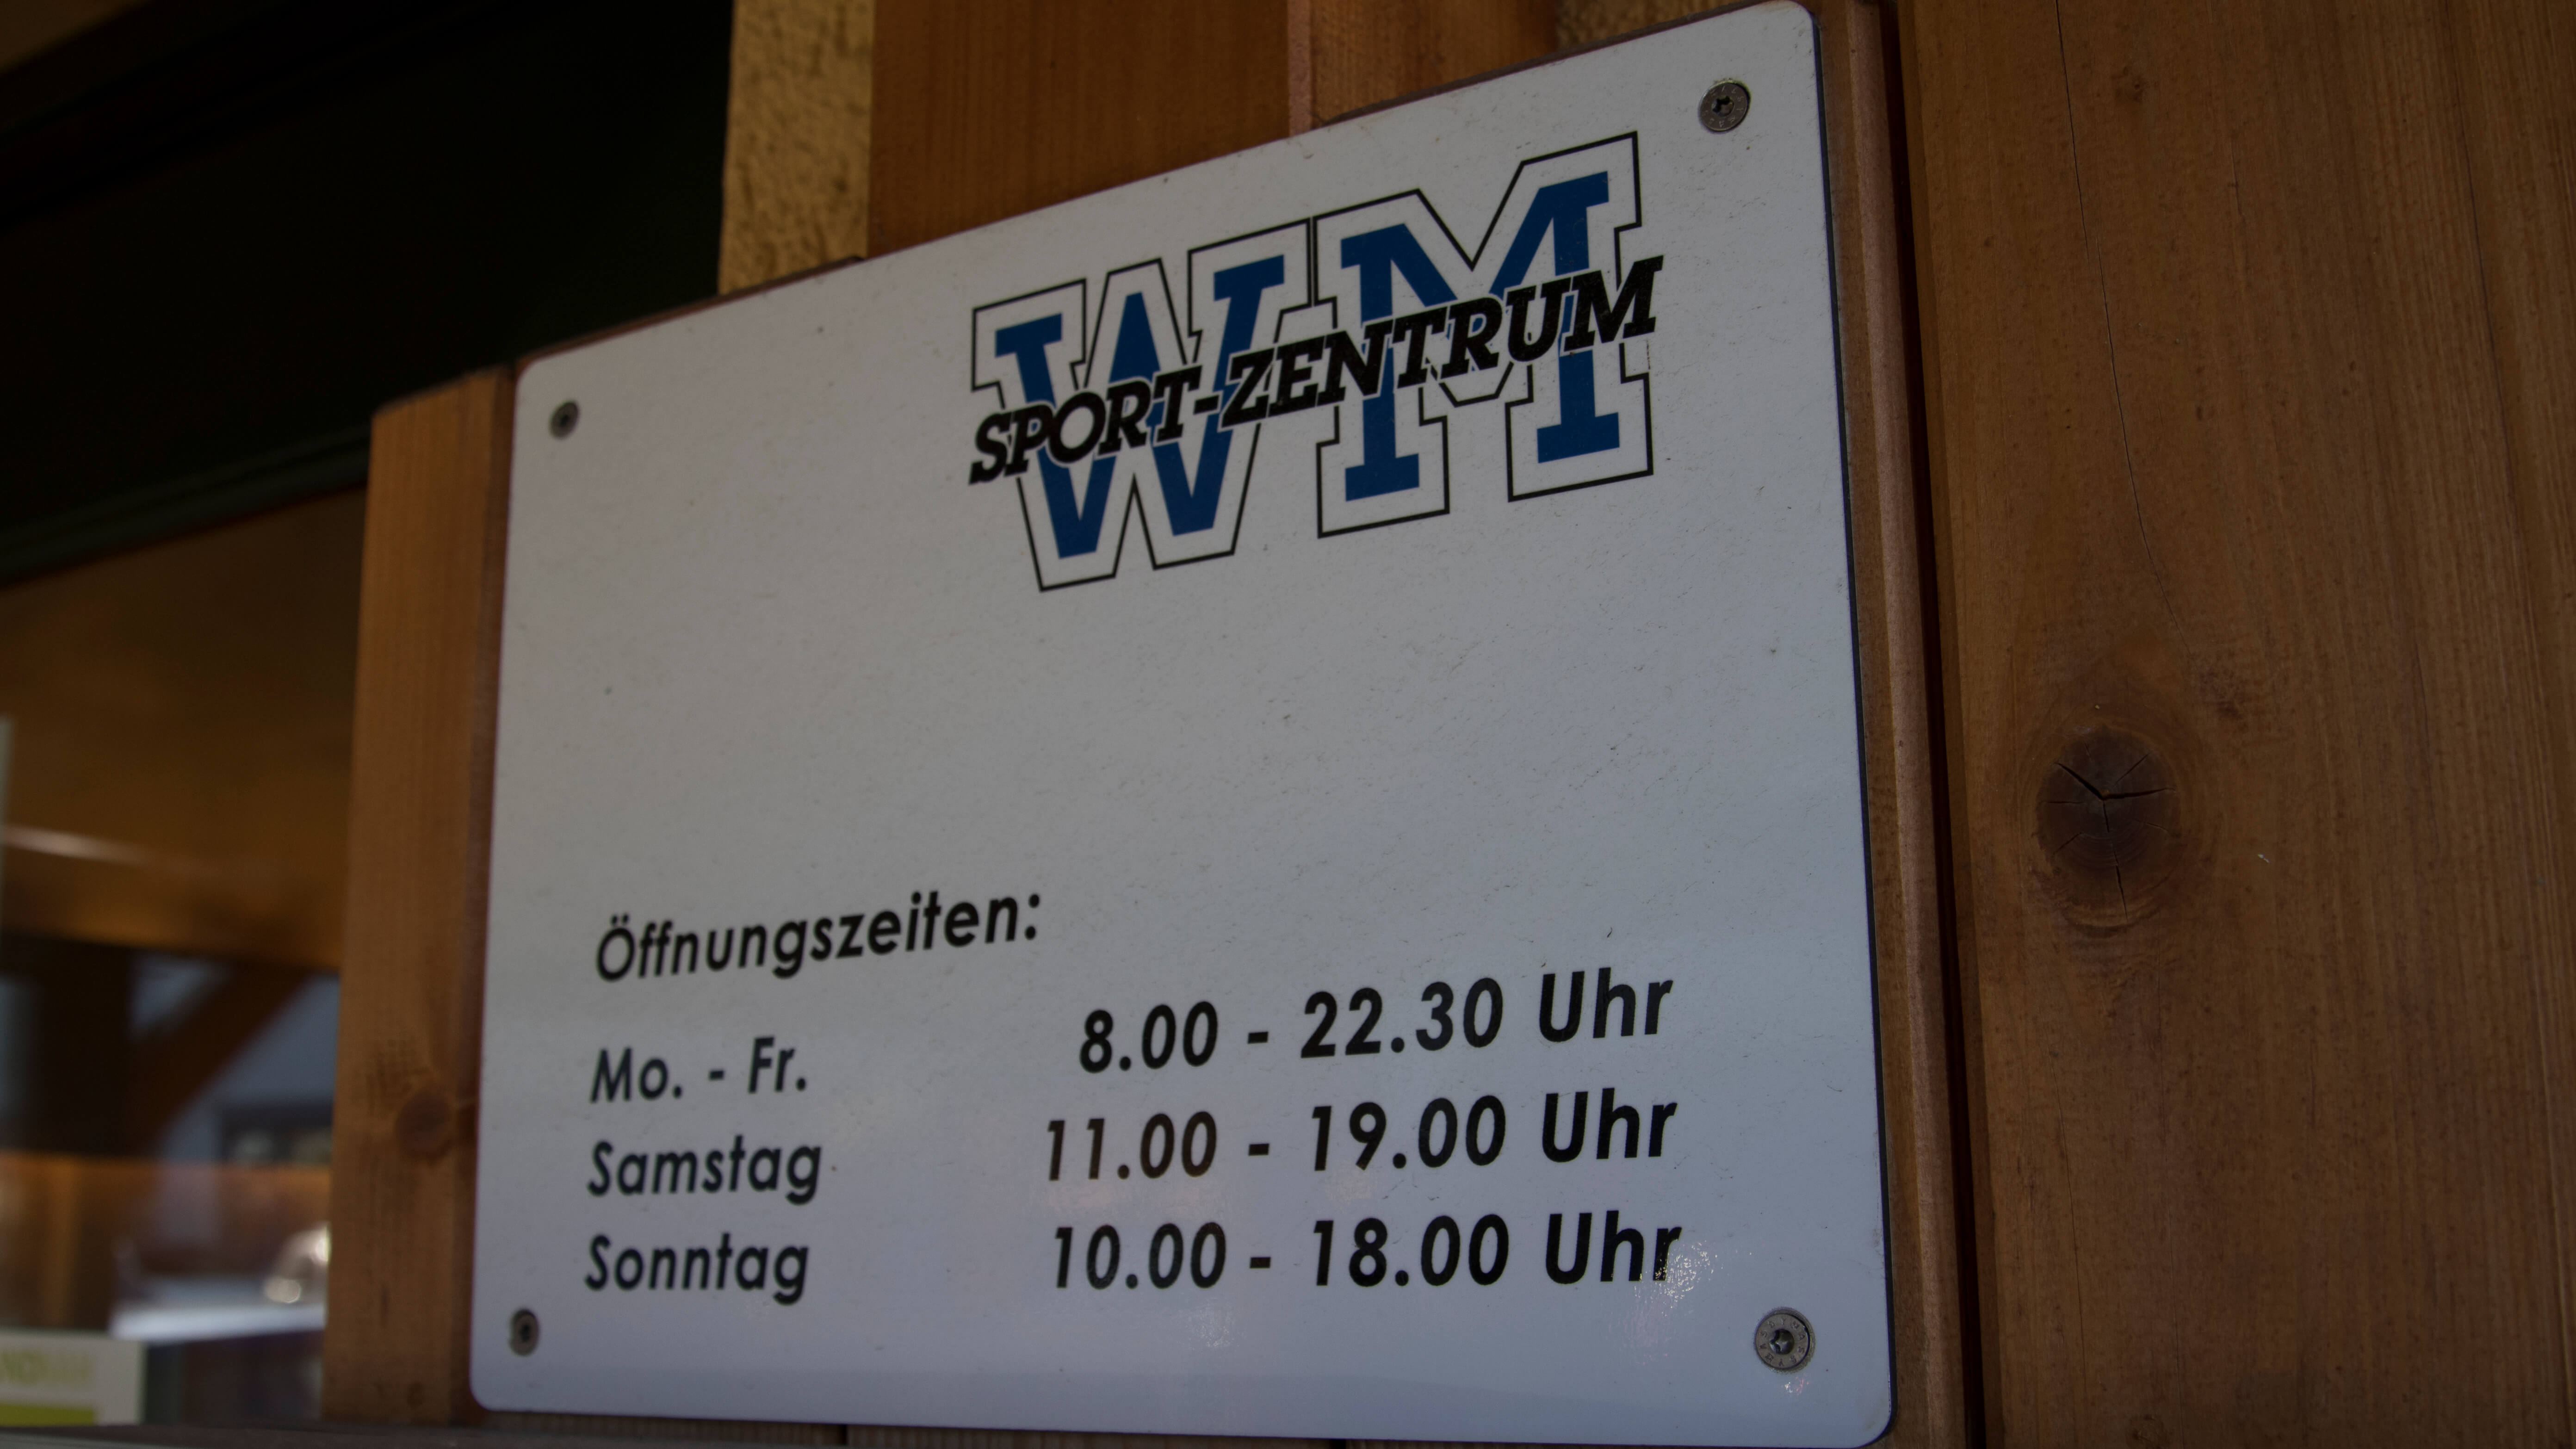 WM
SPORT-ZENTRUM
Öffnungszeiten:
Mo. - Fr. 8.00 - 22.30 Uhr
Samstag 11.00 - 19.00 Uhr
Sonntag 10.00 - 18.00 Uhr